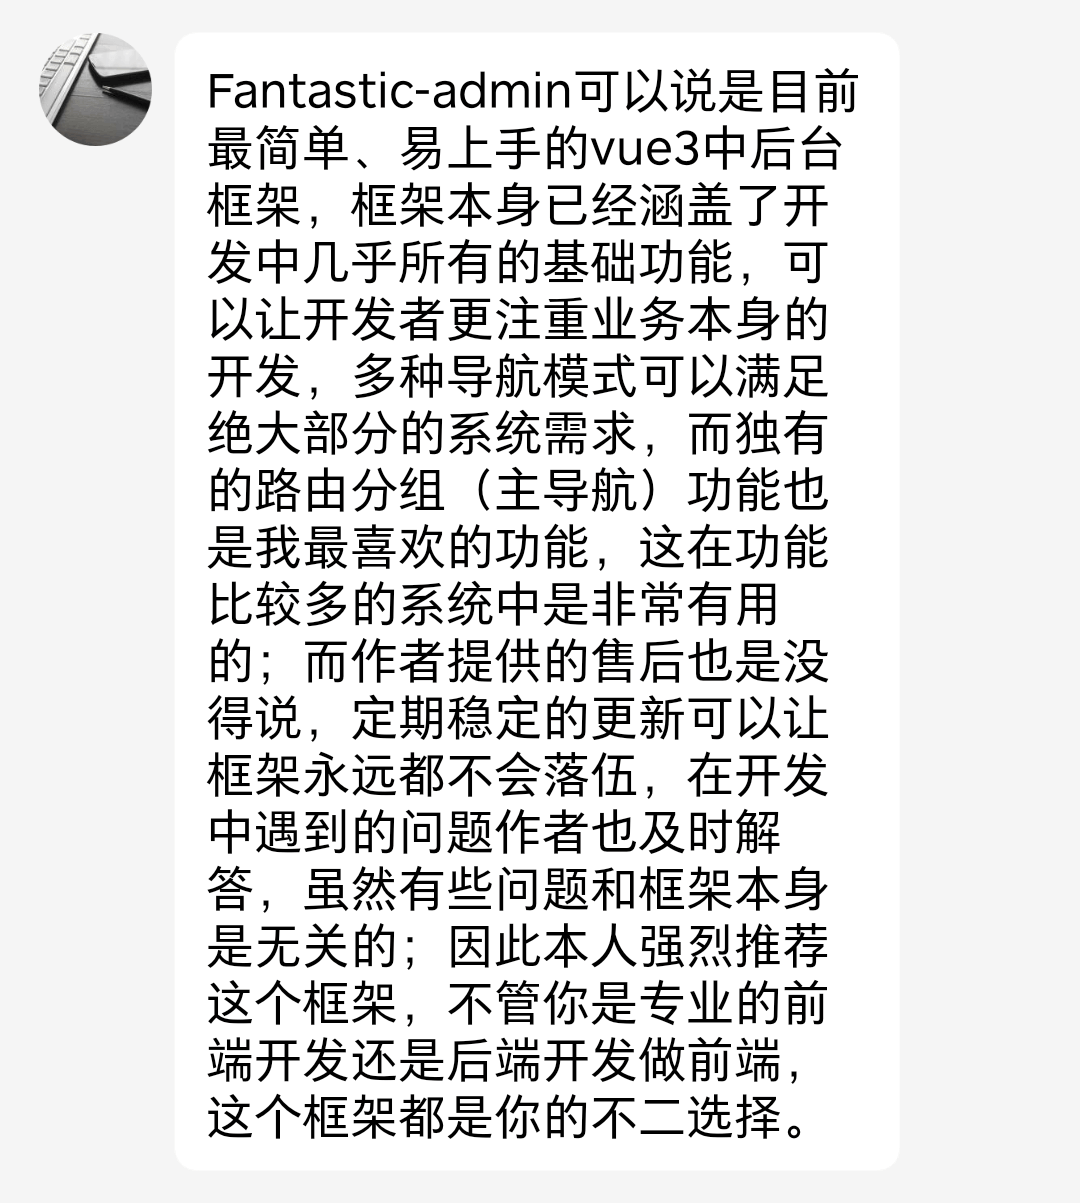 Fantastic-admin可以说是目前
最简单、易上手的vue3中后台
框架，框架本身已经涵盖了开
发中几乎所有的基础功能，可
以让开发者更注重业务本身的
开发，多种导航模式可以满足
绝大部分的系统需求，而独有
的路由分组（主导航）功能也
是我最喜欢的功能，这在功能
比较多的系统中是非常有用
的；而作者提供的售后也是没
得说，定期稳定的更新可以让
框架永远都不会落伍，在开发
中遇到的问题作者也及时解
答，虽然有些问题和框架本身
是无关的；因此本人强烈推荐
这个框架，不管你是专业的前
端开发还是后端开发做前端，
这个框架都是你的不二选择。